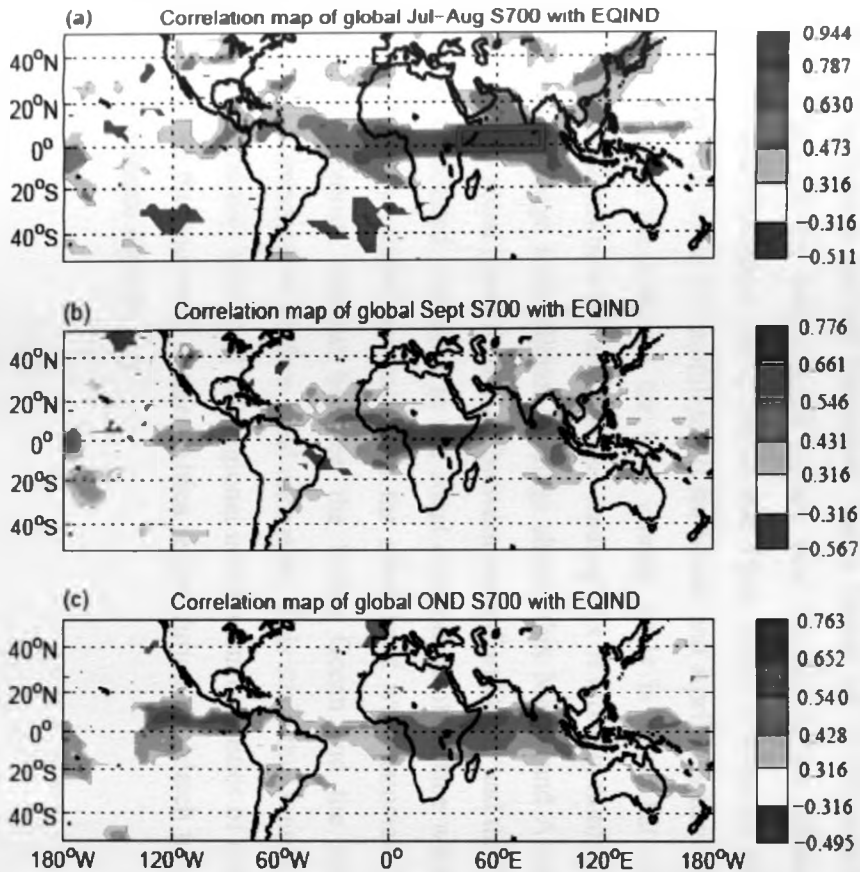 (a) Correlation map of global Jul-Aug S700 with EQIND
40°N
20°N
0°
20°S
40°S
0.944
0.787
0.630
0.473
0.316
-0.316
-0.511
(b) Correlation map of global Sept S700 with EQIND
40°N
20°N
0°
20°S
40°S
0.776
0.661
0.546
0.431
0.316
-0.316
-0.567
(c) Correlation map of global OND S700 with EQIND
40°N
20°N
0°
20°S
40°S
0.763
0.652
0.540
0.428
0.316
-0.316
-0.495
180°W 120°W 60°W 0° 60°E 120°E 180°W